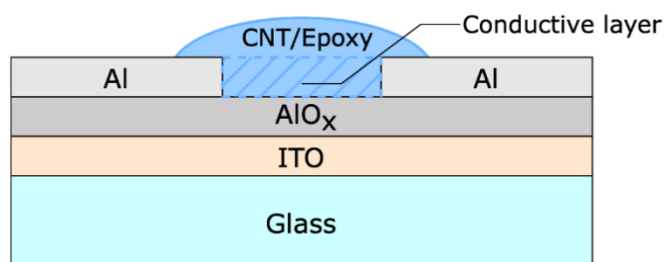 CNT/Epoxy
Conductive layer
Al
Al
AlOx
ITO
Glass